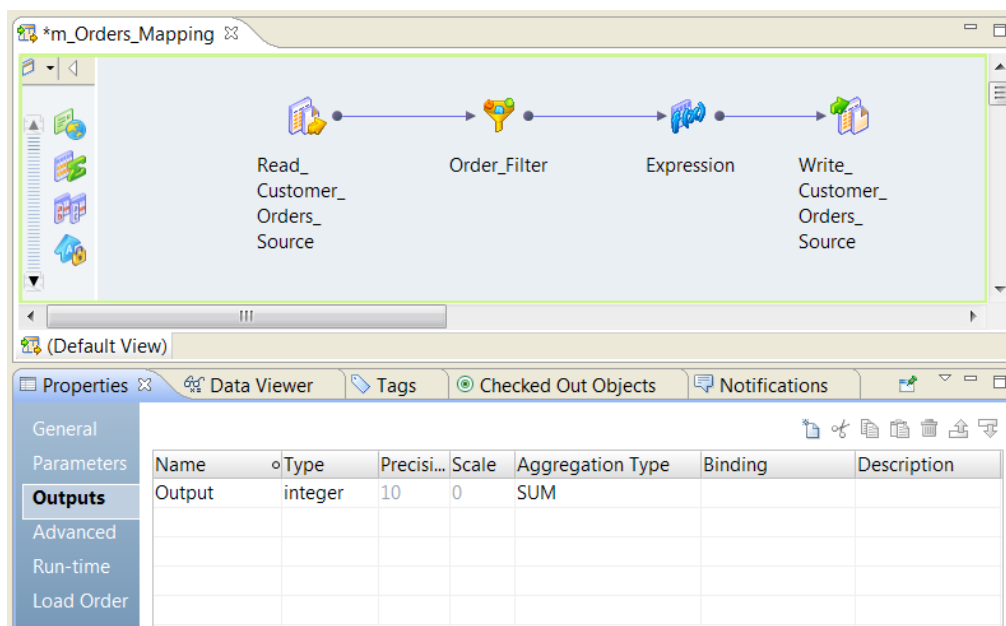 *m_Orders_Mapping
Read_
Customer_
Orders_
Source
Order_Filter
Expression
Write_
Customer_
Orders_
Source
(Default View)
Properties Data Viewer Tags Checked Out Objects Notifications
General
Parameters
Outputs
Advanced
Run-time
Load Order
Name Type Precisi... Scale Aggregation Type Binding Description
Output integer 10 0 SUM